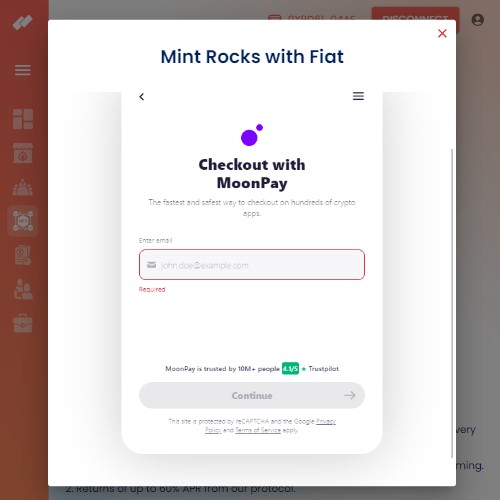 DISCONNECT
Mint Rocks with Fiat
Checkout with
MoonPay
The fastest and safest way to checkout on hundreds of crypto
apps.
Enter email
john.doe@example.com
Required
MoonPay is trusted by 10M+ people 4.1/5 ★ Trustpilot
Continue
This site is protected by reCAPTCHA and the Google Privacy
Policy and Terms of Service apply.
very
ming.
2. Returns of up to 60% APR from our protocol.